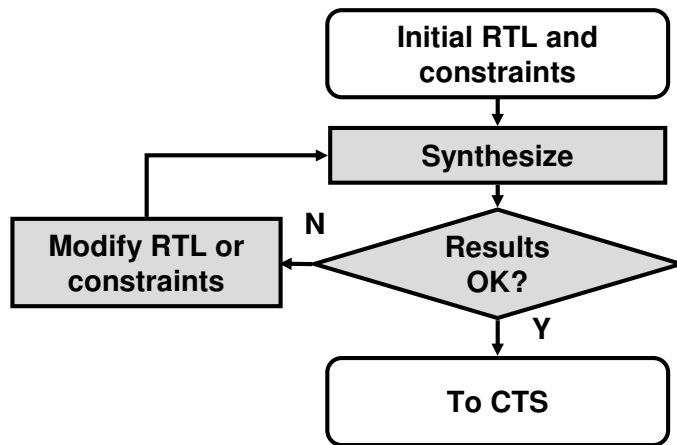 Initial RTL and
constraints
Synthesize
N
Modify RTL or
constraints
Results
OK?
Y
To CTS